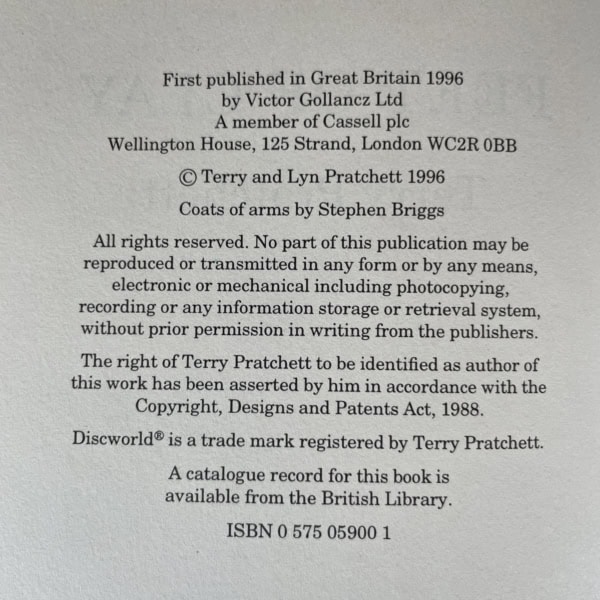 First published in Great Britain 1996
by Victor Gollancz Ltd
A member of Cassell plc
Wellington House, 125 Strand, London WC2R 0BB
© Terry and Lyn Pratchett 1996
Coats of arms by Stephen Briggs
All rights reserved. No part of this publication may be
reproduced or transmitted in any form or by any means,
electronic or mechanical including photocopying,
recording or any information storage or retrieval system,
without prior permission in writing from the publishers.
The right of Terry Pratchett to be identified as author of
this work has been asserted by him in accordance with the
Copyright, Designs and Patents Act, 1988.
Discworld® is a trade mark registered by Terry Pratchett.
A catalogue record for this book is
available from the British Library.
ISBN 0 575 05900 1